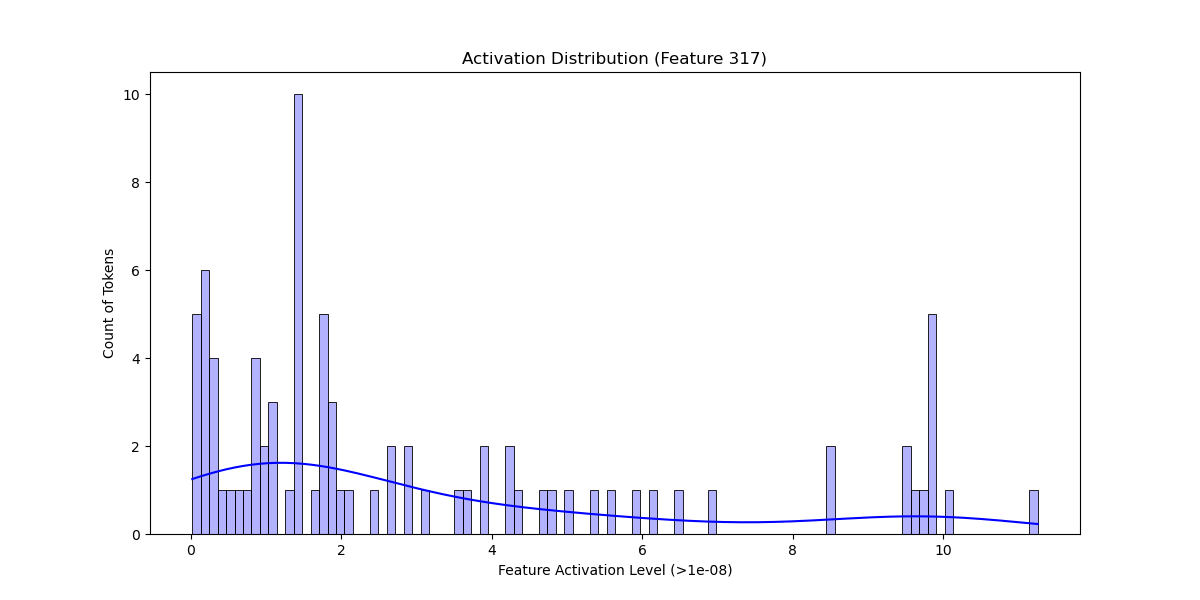 Activation Distribution (Feature 317)
10
8
6
4
2
0
Count of Tokens
0 2 4 6 8 10
Feature Activation Level (>1e-08)